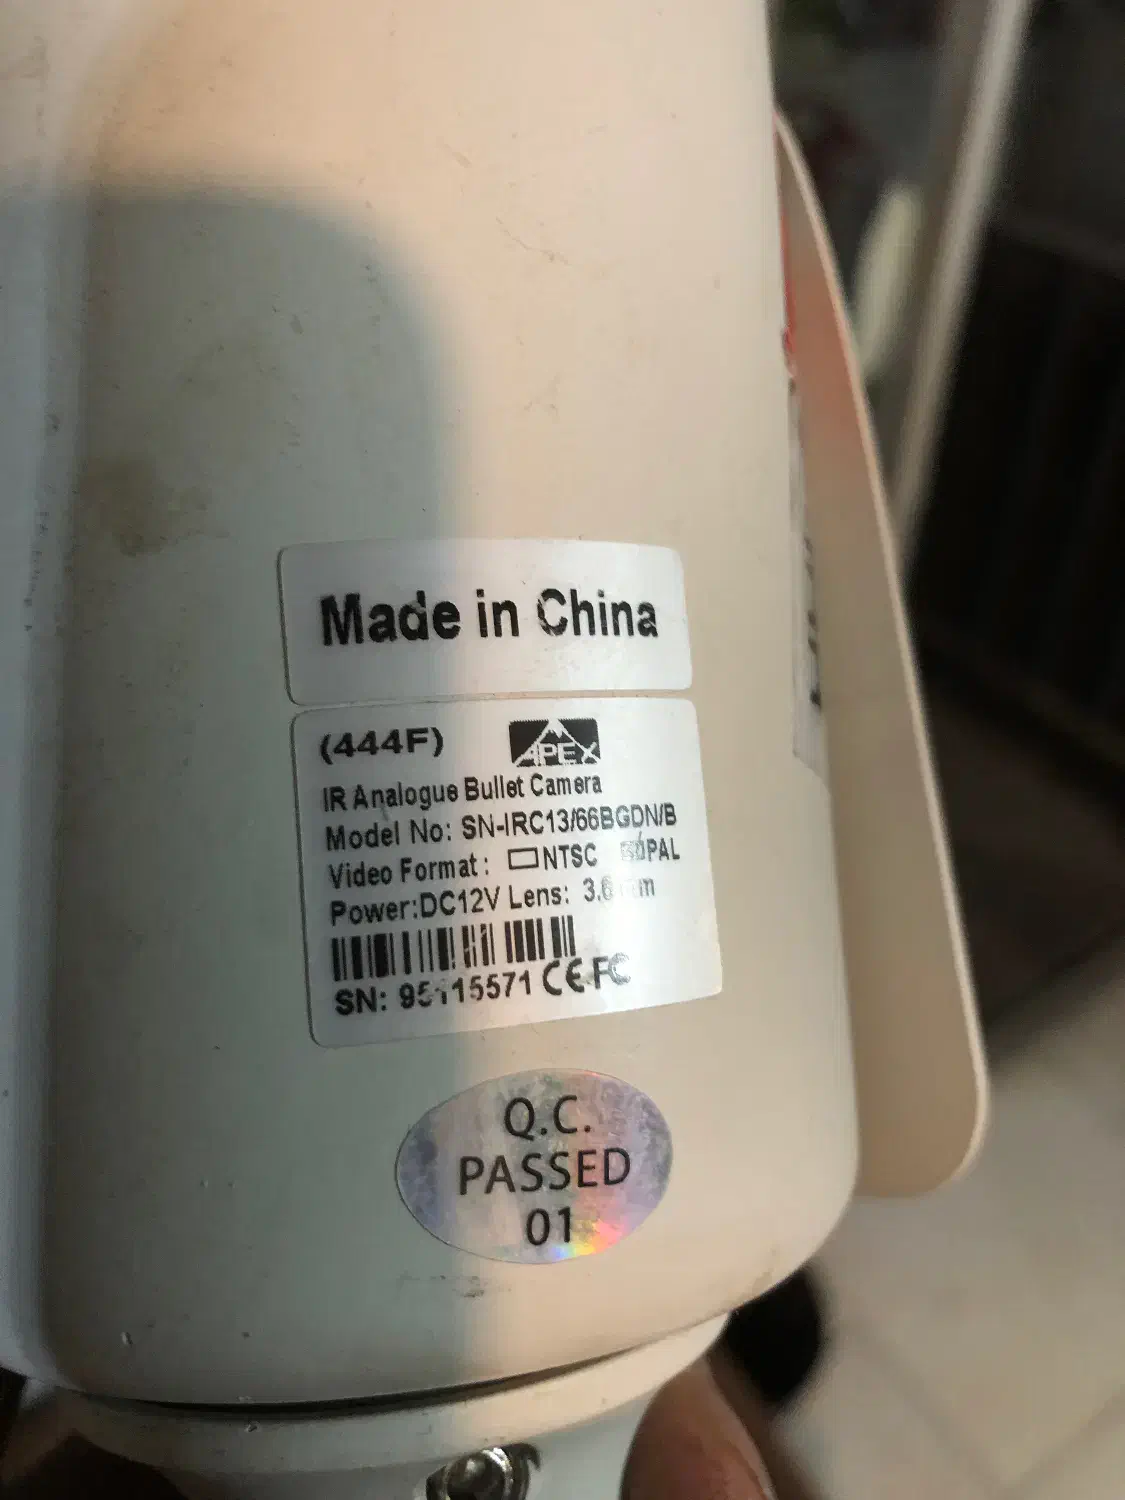 Made in China
(444F) APEX
IR Analogue Bullet Camera
Model No: SN-IRC13/66BGDN/B
Video Format: NTSC PAL
Power:DC12V Lens:
SN: 95115571 CE FC
Q.C.
PASSED
01